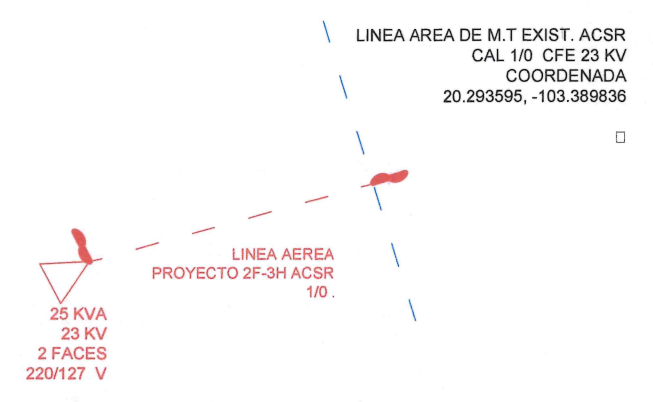 LINEA AREA DE M.T EXIST. ACSR
CAL 1/0 CFE 23 KV
COORDENADA
20.293595, -103.389836
LINEA AEREA
PROYECTO 2F-3H ACSR
1/0 .
25 KVA
23 KV
2 FACES
220/127 V